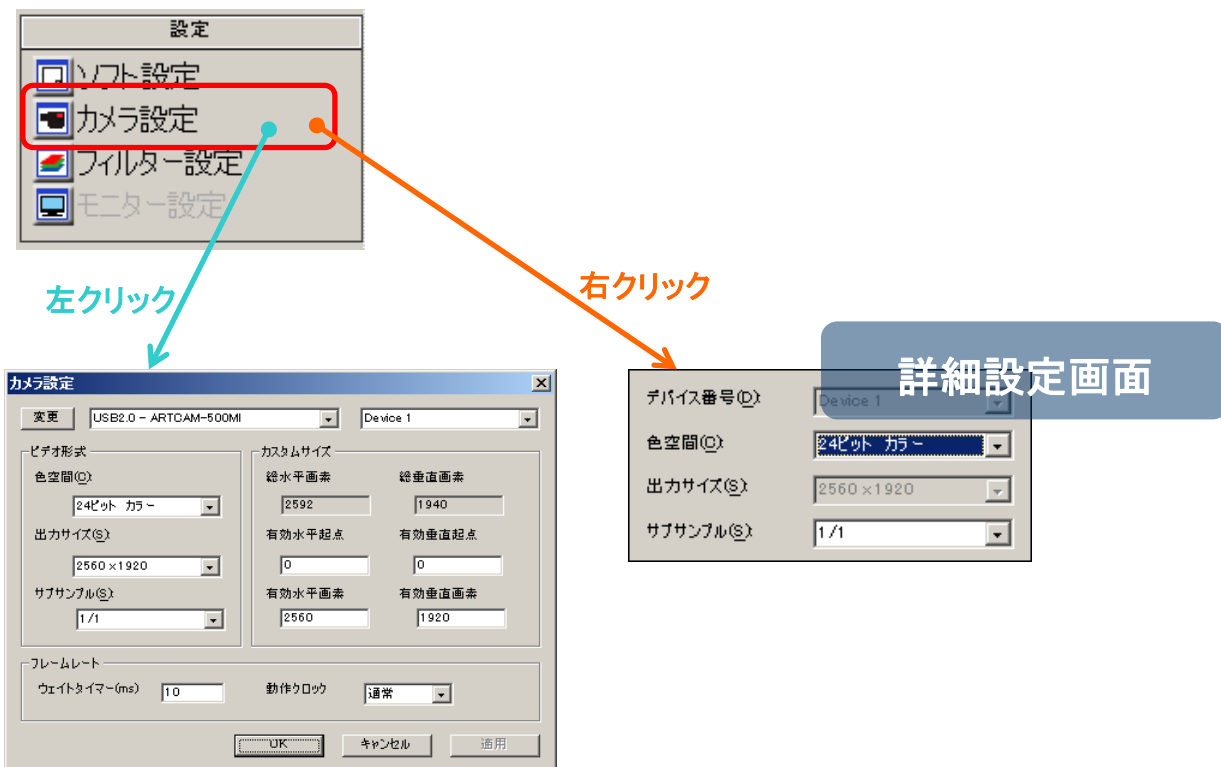 設定
ソフト設定
カメラ設定
フィルター設定
モニター設定
左クリック
右クリック
詳細設定画面
カメラ設定
変更
USB2.0 - ARTCAM-500MI
Device 1
ビデオ形式
色空間(C):
24ビット カラー
出力サイズ(S):
2560×1920
サブサンプル(S):
1/1
カスタムサイズ
総水平画素
総垂直画素
2592
1940
有効水平起点
有効垂直起点
0
0
有効水平画素
有効垂直画素
2560
1920
フレームレート
ウェイトタイマー(ms)
10
動作クロック
通常
OK
キャンセル
適用
デバイス番号(D):
Device 1
色空間(C):
24ビット カラー
出力サイズ(S):
2560×1920
サブサンプル(S):
1/1